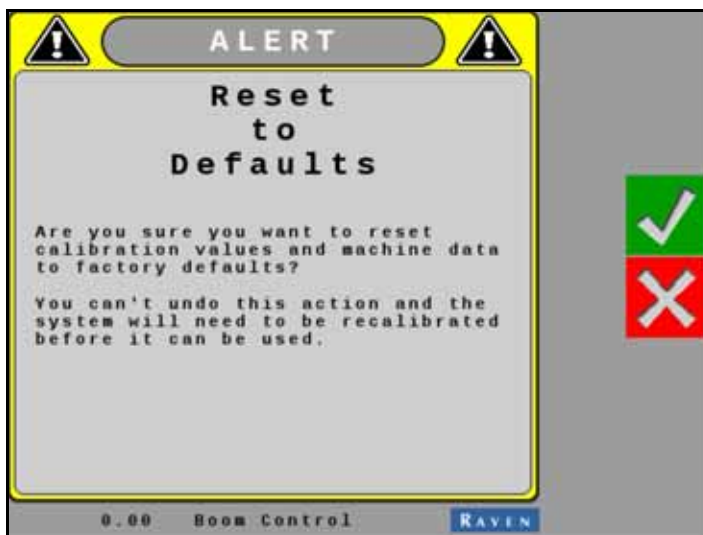 ALERT
Reset
to
Defaults
Are you sure you want to reset
calibration values and machine data
to factory defaults?
You can't undo this action and the
system will need to be recalibrated
before it can be used.
0.00 Boom Control RAVEN